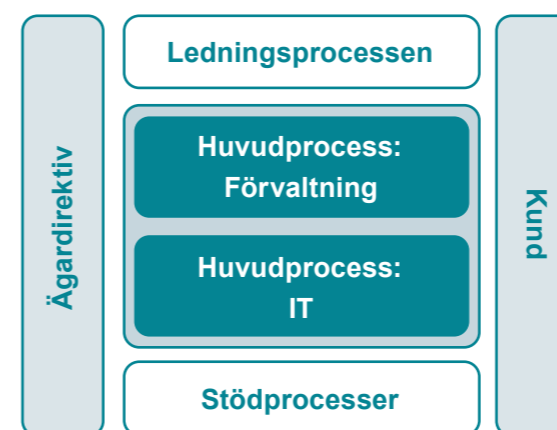 Ägardirektiv
Ledningsprocessen
Huvudprocess:
Förvaltning
Huvudprocess:
IT
Stödprocesser
Kund